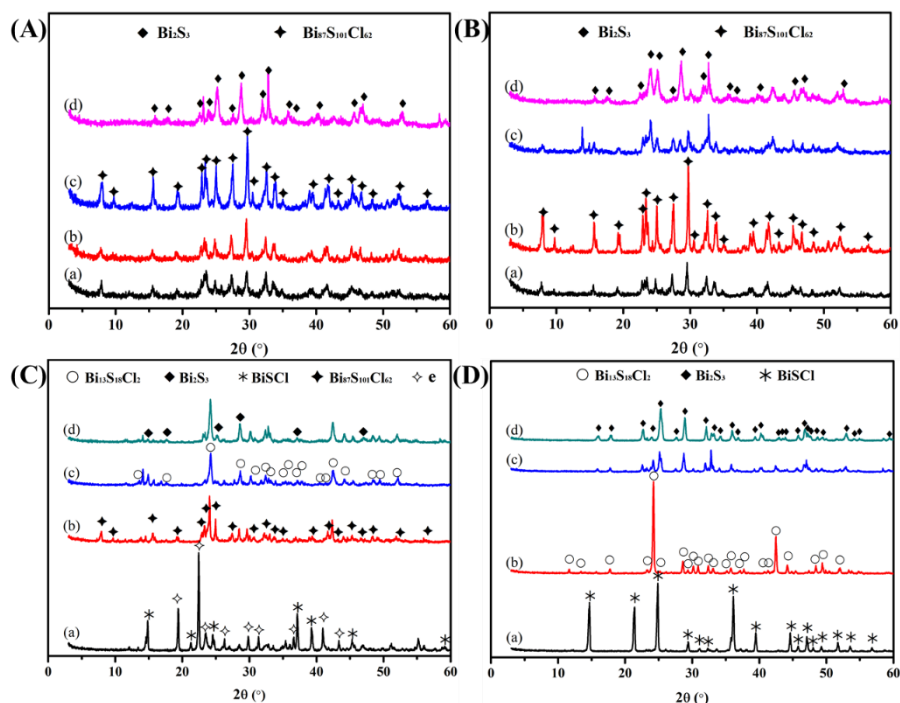 (A)
◆ Bi₂S₃ ✦ Bi₈₇S₁₀₁Cl₆₂
(d)
(c)
(b)
(a)
0 10 20 30 40 50 60
2θ (°)
(B)
◆ Bi₂S₃ ✦ Bi₈₇S₁₀₁Cl₆₂
(d)
(c)
(b)
(a)
0 10 20 30 40 50 60
2θ (°)
(C)
○ Bi₁₃S₁₈Cl₂ ◆ Bi₂S₃ ✳ BiSCl ✦ Bi₈₇S₁₀₁Cl₆₂ ✧ e
(d)
(c)
(b)
(a)
0 10 20 30 40 50 60
2θ (°)
(D)
○ Bi₁₃S₁₈Cl₂ ◆ Bi₂S₃ ✳ BiSCl
(d)
(c)
(b)
(a)
0 10 20 30 40 50 60
2θ (°)